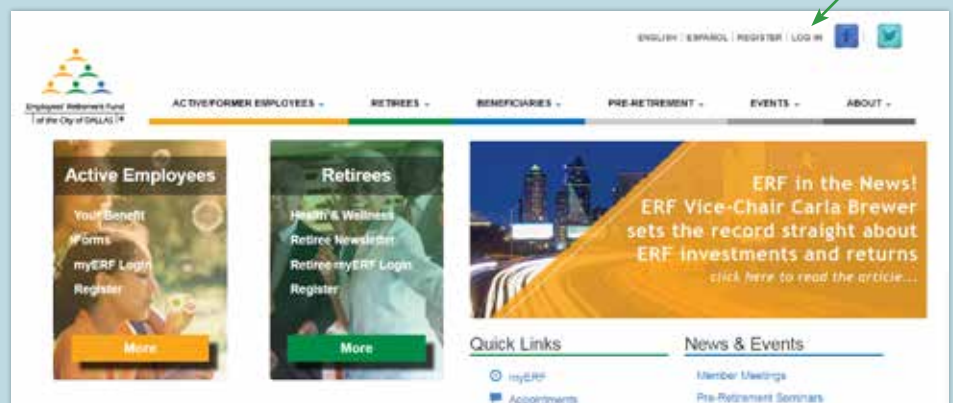 ENGLISH | ESPAÑOL | REGISTER | LOG IN
Employees' Retirement Fund
of the City of DALLAS
ACTIVE/FORMER EMPLOYEES
RETIREES
BENEFICIARIES
PRE-RETIREMENT
EVENTS
ABOUT
Active Employees
Your Benefit
Forms
myERF Login
Register
More
Retirees
Health & Wellness
Retiree Newsletter
Retiree myERF Login
Register
More
ERF in the News!
ERF Vice-Chair Carla Brewer
sets the record straight about
ERF investments and returns
click here to read the article...
Quick Links
myERF
Appointments
News & Events
Member Meetings
Pre-Retirement Seminars